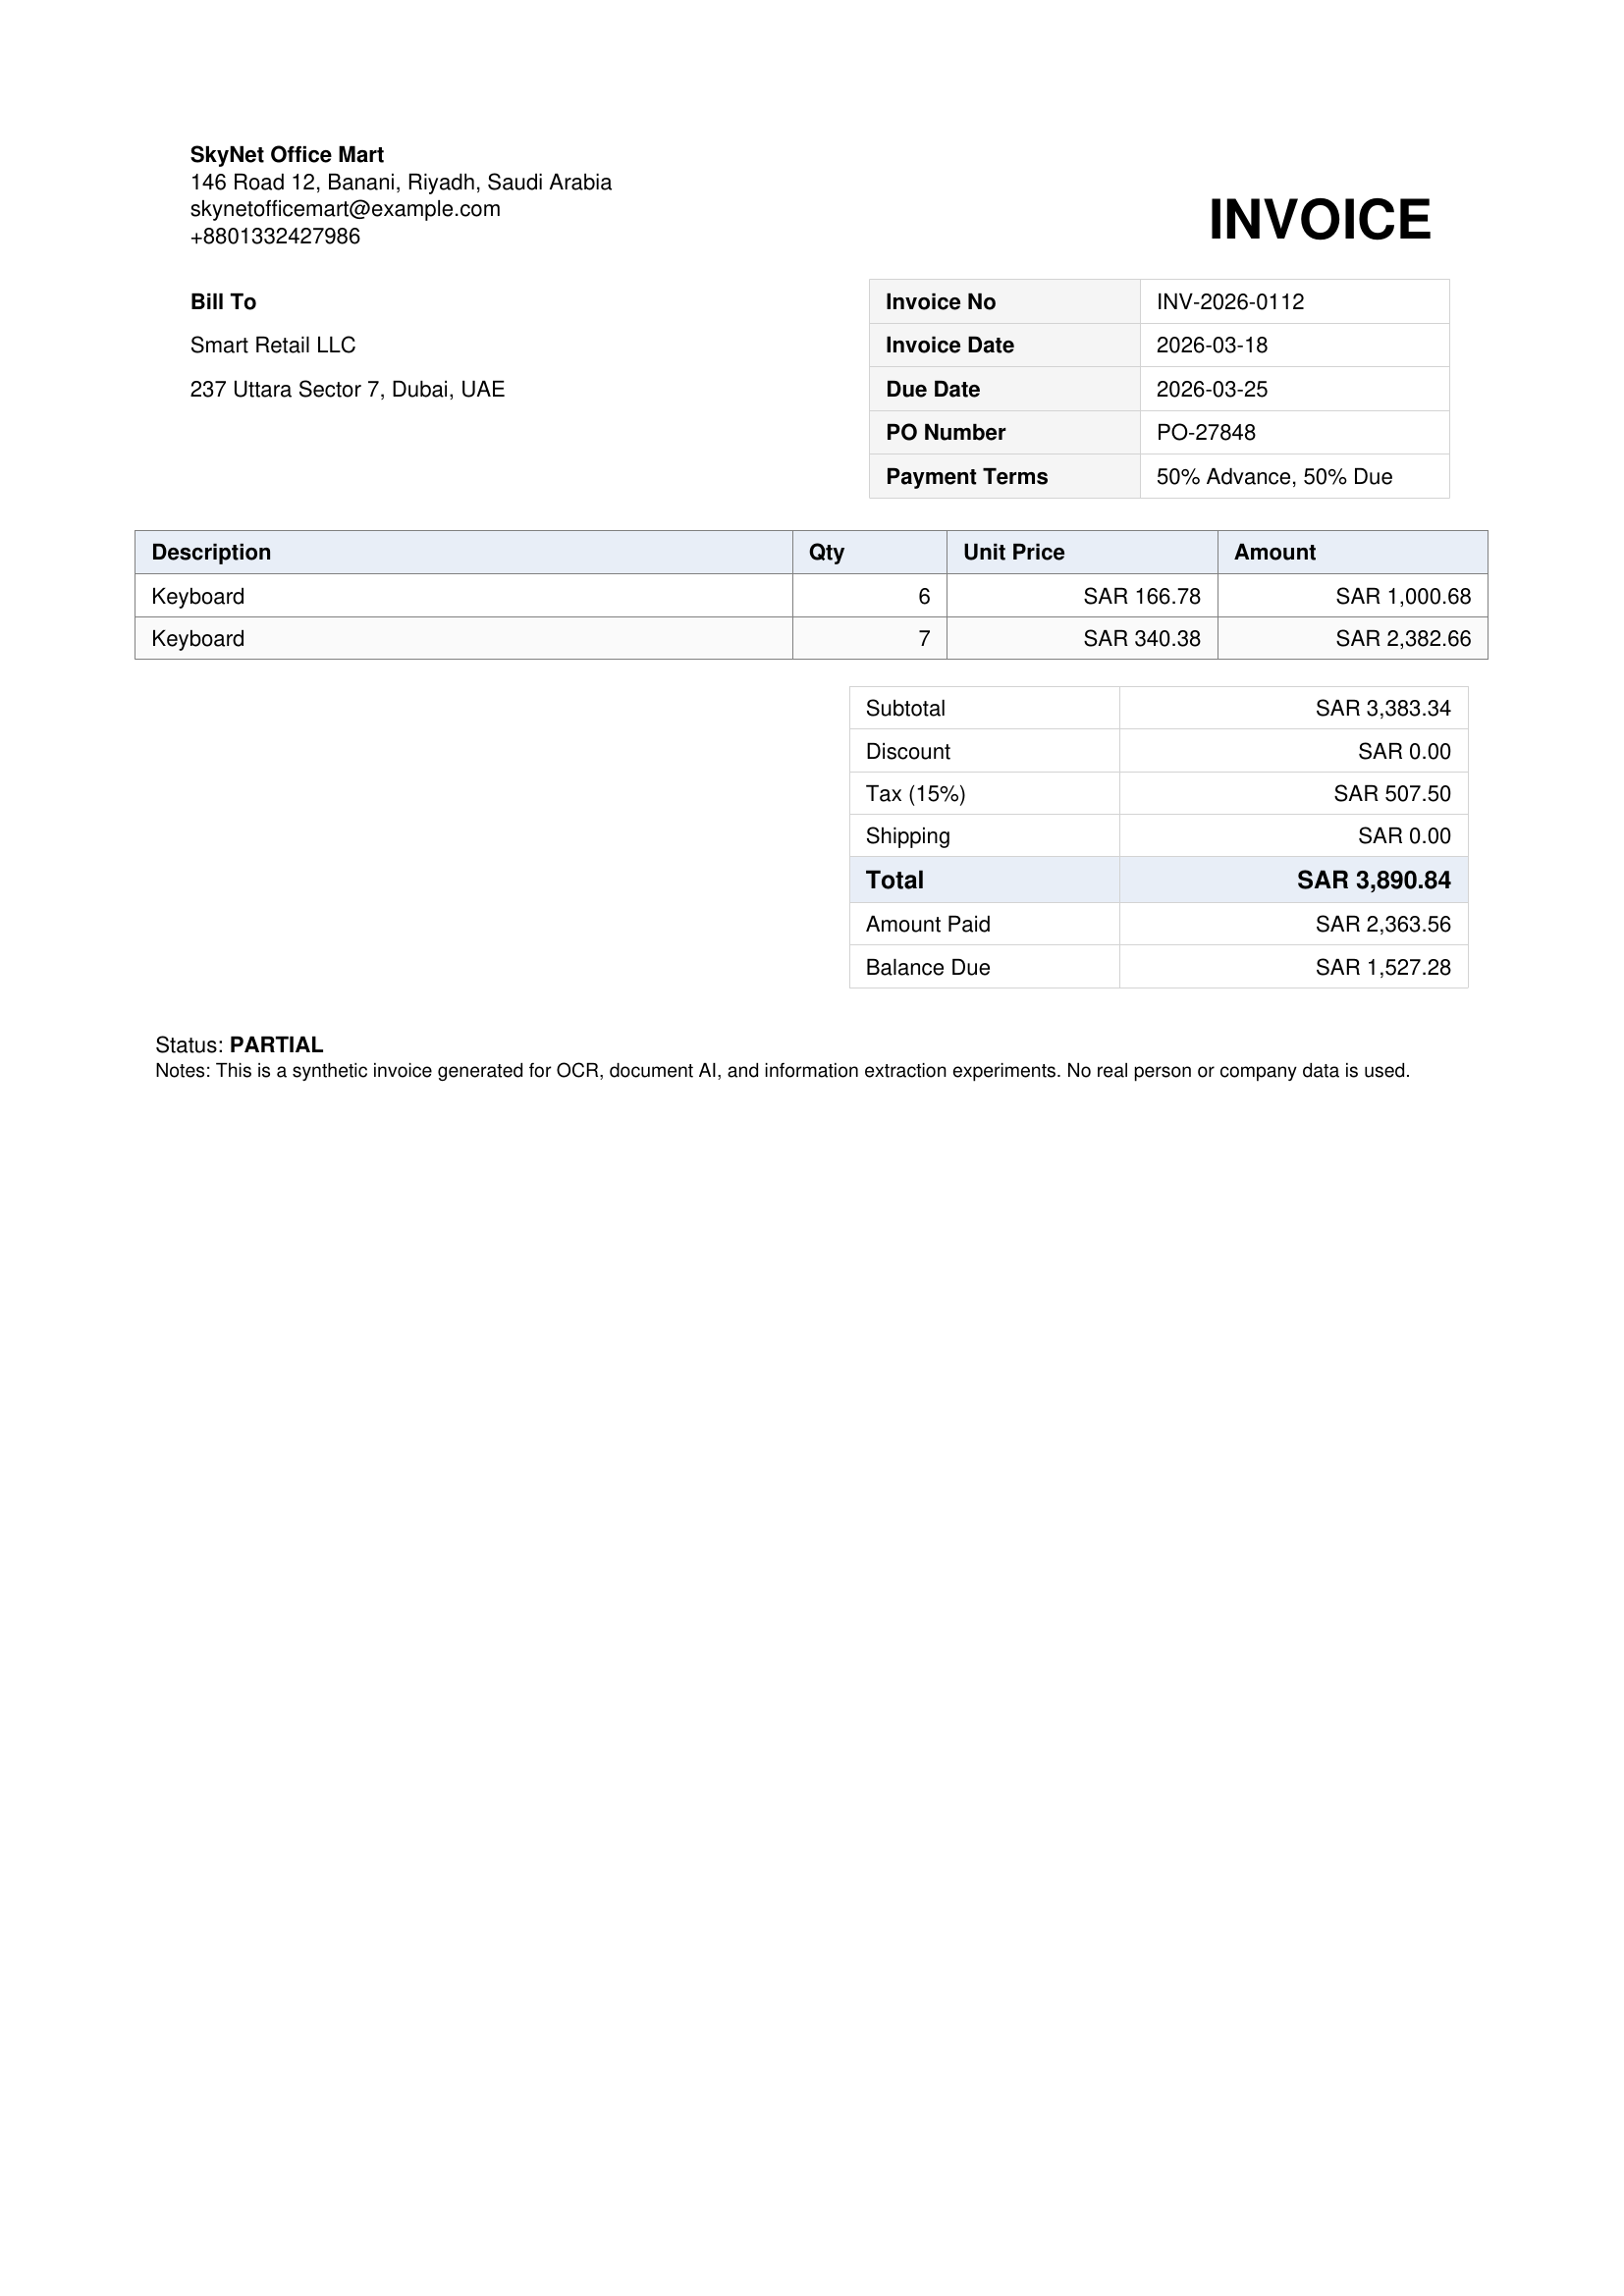 SkyNet Office Mart
146 Road 12, Banani, Riyadh, Saudi Arabia
skynetofficemart@example.com
+8801332427986
INVOICE
Bill To
Smart Retail LLC
237 Uttara Sector 7, Dubai, UAE
Invoice No INV-2026-0112
Invoice Date 2026-03-18
Due Date 2026-03-25
PO Number PO-27848
Payment Terms 50% Advance, 50% Due
Description Qty Unit Price Amount
Keyboard 6 SAR 166.78 SAR 1,000.68
Keyboard 7 SAR 340.38 SAR 2,382.66
Subtotal SAR 3,383.34
Discount SAR 0.00
Tax (15%) SAR 507.50
Shipping SAR 0.00
Total SAR 3,890.84
Amount Paid SAR 2,363.56
Balance Due SAR 1,527.28
Status: PARTIAL
Notes: This is a synthetic invoice generated for OCR, document AI, and information extraction experiments. No real person or company data is used.